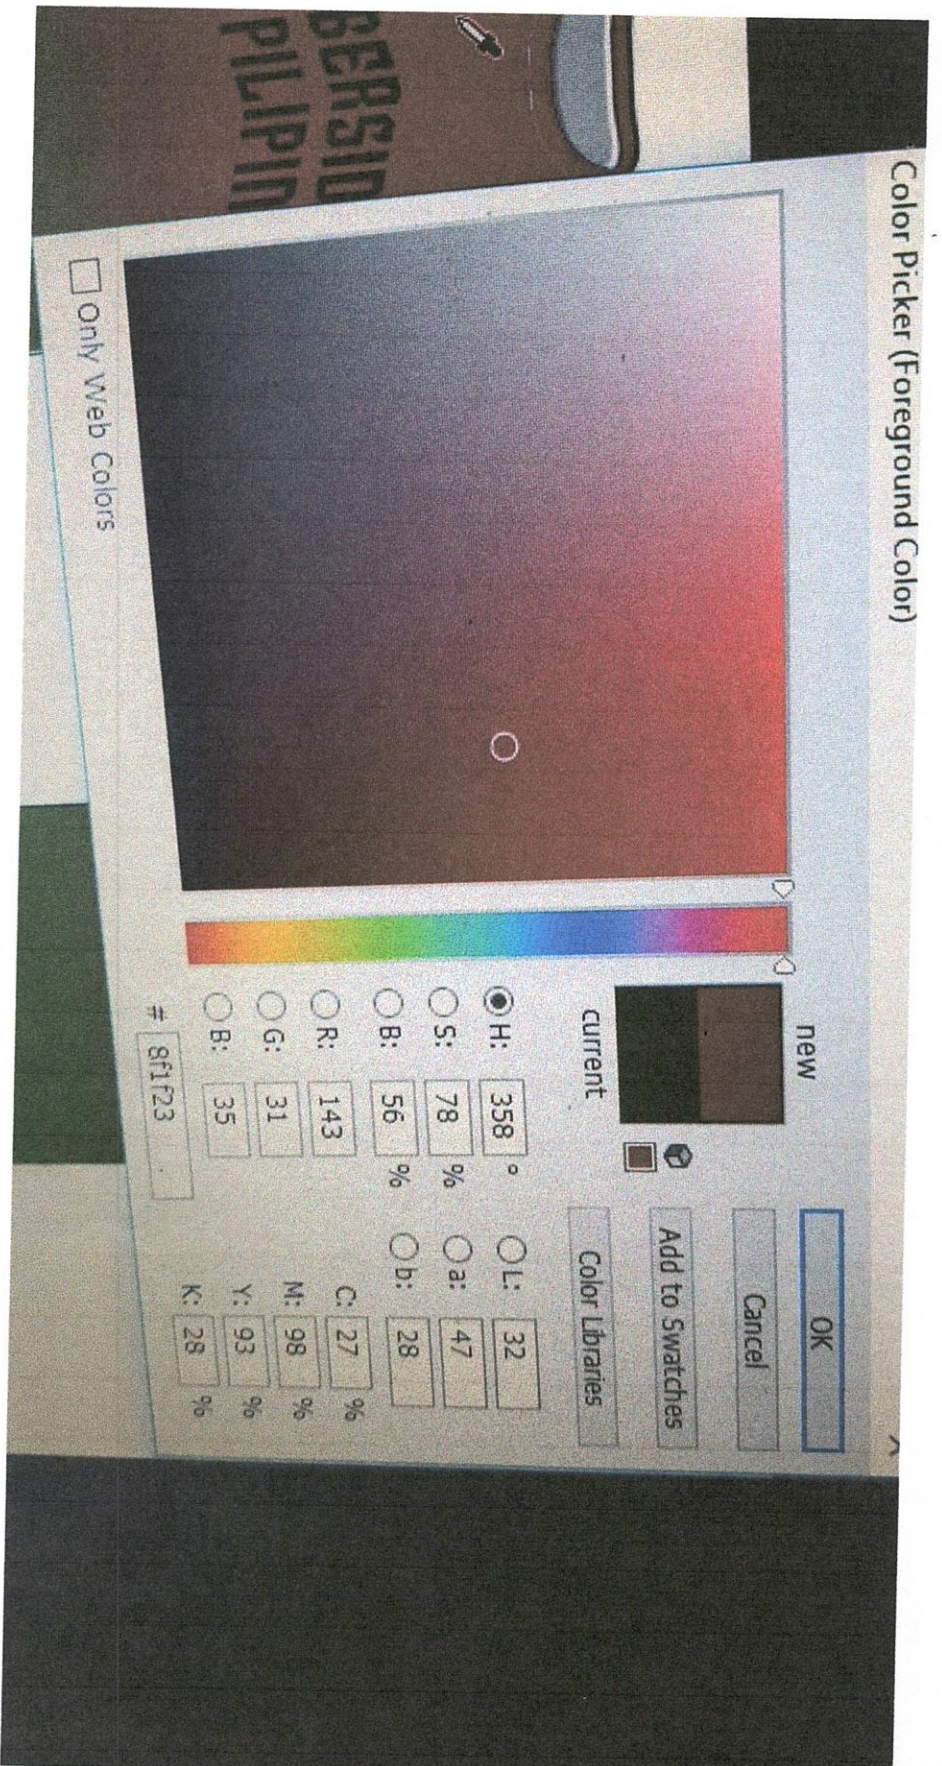 BERSID
PILIPIN
Color Picker (Foreground Color)
new
current
OK
Cancel
Add to Swatches
Color Libraries
H: 358 °
S: 78 %
B: 56 %
R: 143
G: 31
B: 35
# 8f1f23
L: 32
a: 47
b: 28
C: 27 %
M: 98 %
Y: 93 %
K: 28 %
Only Web Colors